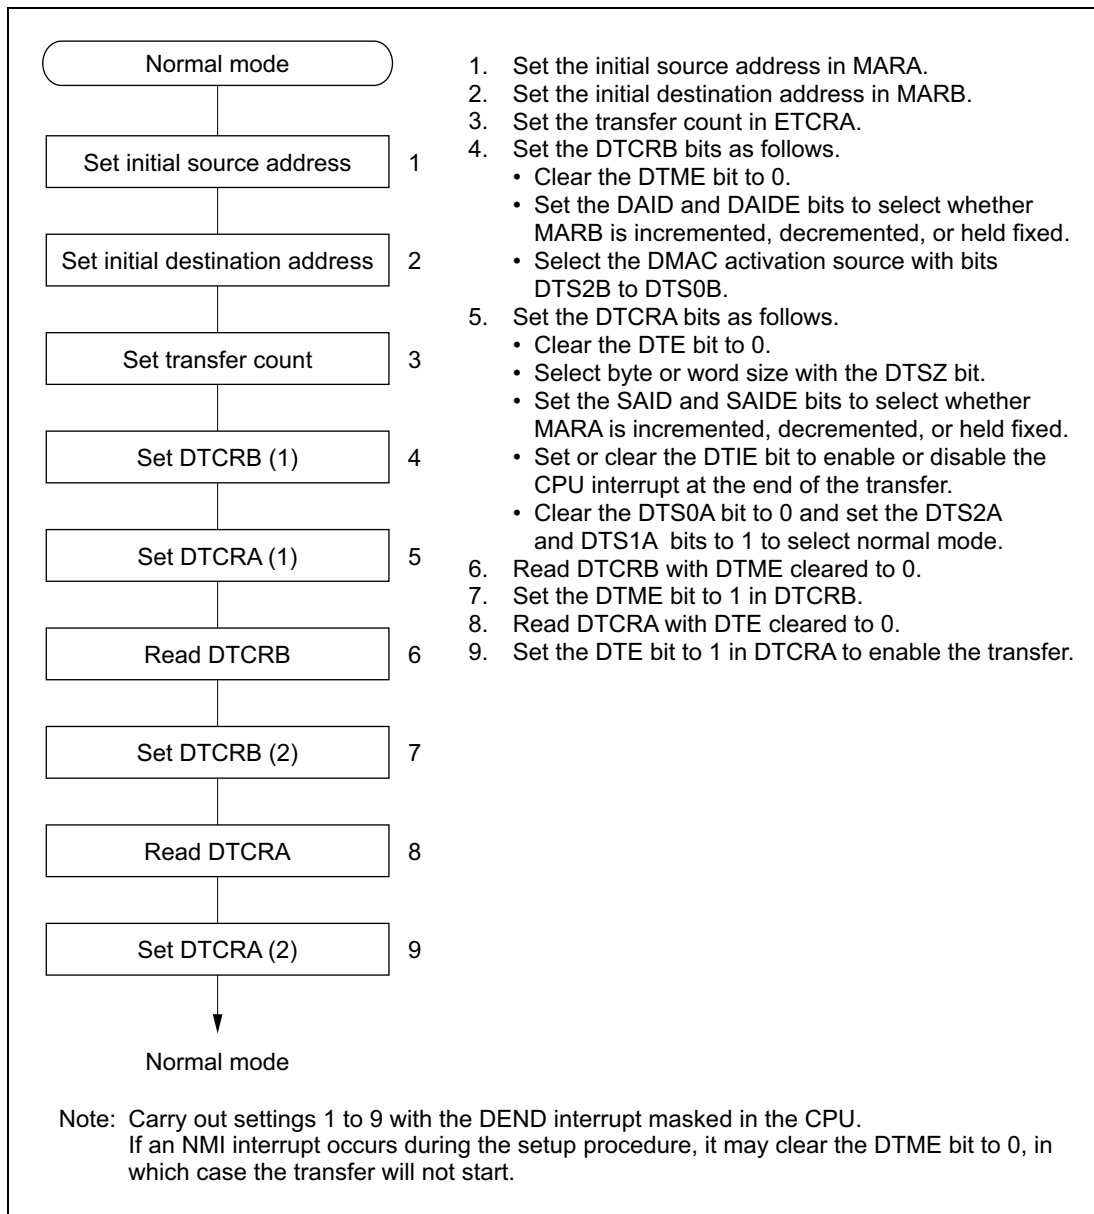 Normal mode
Set initial source address 1
Set initial destination address 2
Set transfer count 3
Set DTCRB (1) 4
Set DTCRA (1) 5
Read DTCRB 6
Set DTCRB (2) 7
Read DTCRA 8
Set DTCRA (2) 9
Normal mode
1. Set the initial source address in MARA.
2. Set the initial destination address in MARB.
3. Set the transfer count in ETCRA.
4. Set the DTCRB bits as follows.
• Clear the DTME bit to 0.
• Set the DAID and DAIDE bits to select whether
MARB is incremented, decremented, or held fixed.
• Select the DMAC activation source with bits
DTS2B to DTS0B.
5. Set the DTCRA bits as follows.
• Clear the DTE bit to 0.
• Select byte or word size with the DTSZ bit.
• Set the SAID and SAIDE bits to select whether
MARA is incremented, decremented, or held fixed.
• Set or clear the DTIE bit to enable or disable the
CPU interrupt at the end of the transfer.
• Clear the DTS0A bit to 0 and set the DTS2A
and DTS1A bits to 1 to select normal mode.
6. Read DTCRB with DTME cleared to 0.
7. Set the DTME bit to 1 in DTCRB.
8. Read DTCRA with DTE cleared to 0.
9. Set the DTE bit to 1 in DTCRA to enable the transfer.
Note: Carry out settings 1 to 9 with the DEND interrupt masked in the CPU.
If an NMI interrupt occurs during the setup procedure, it may clear the DTME bit to 0, in
which case the transfer will not start.